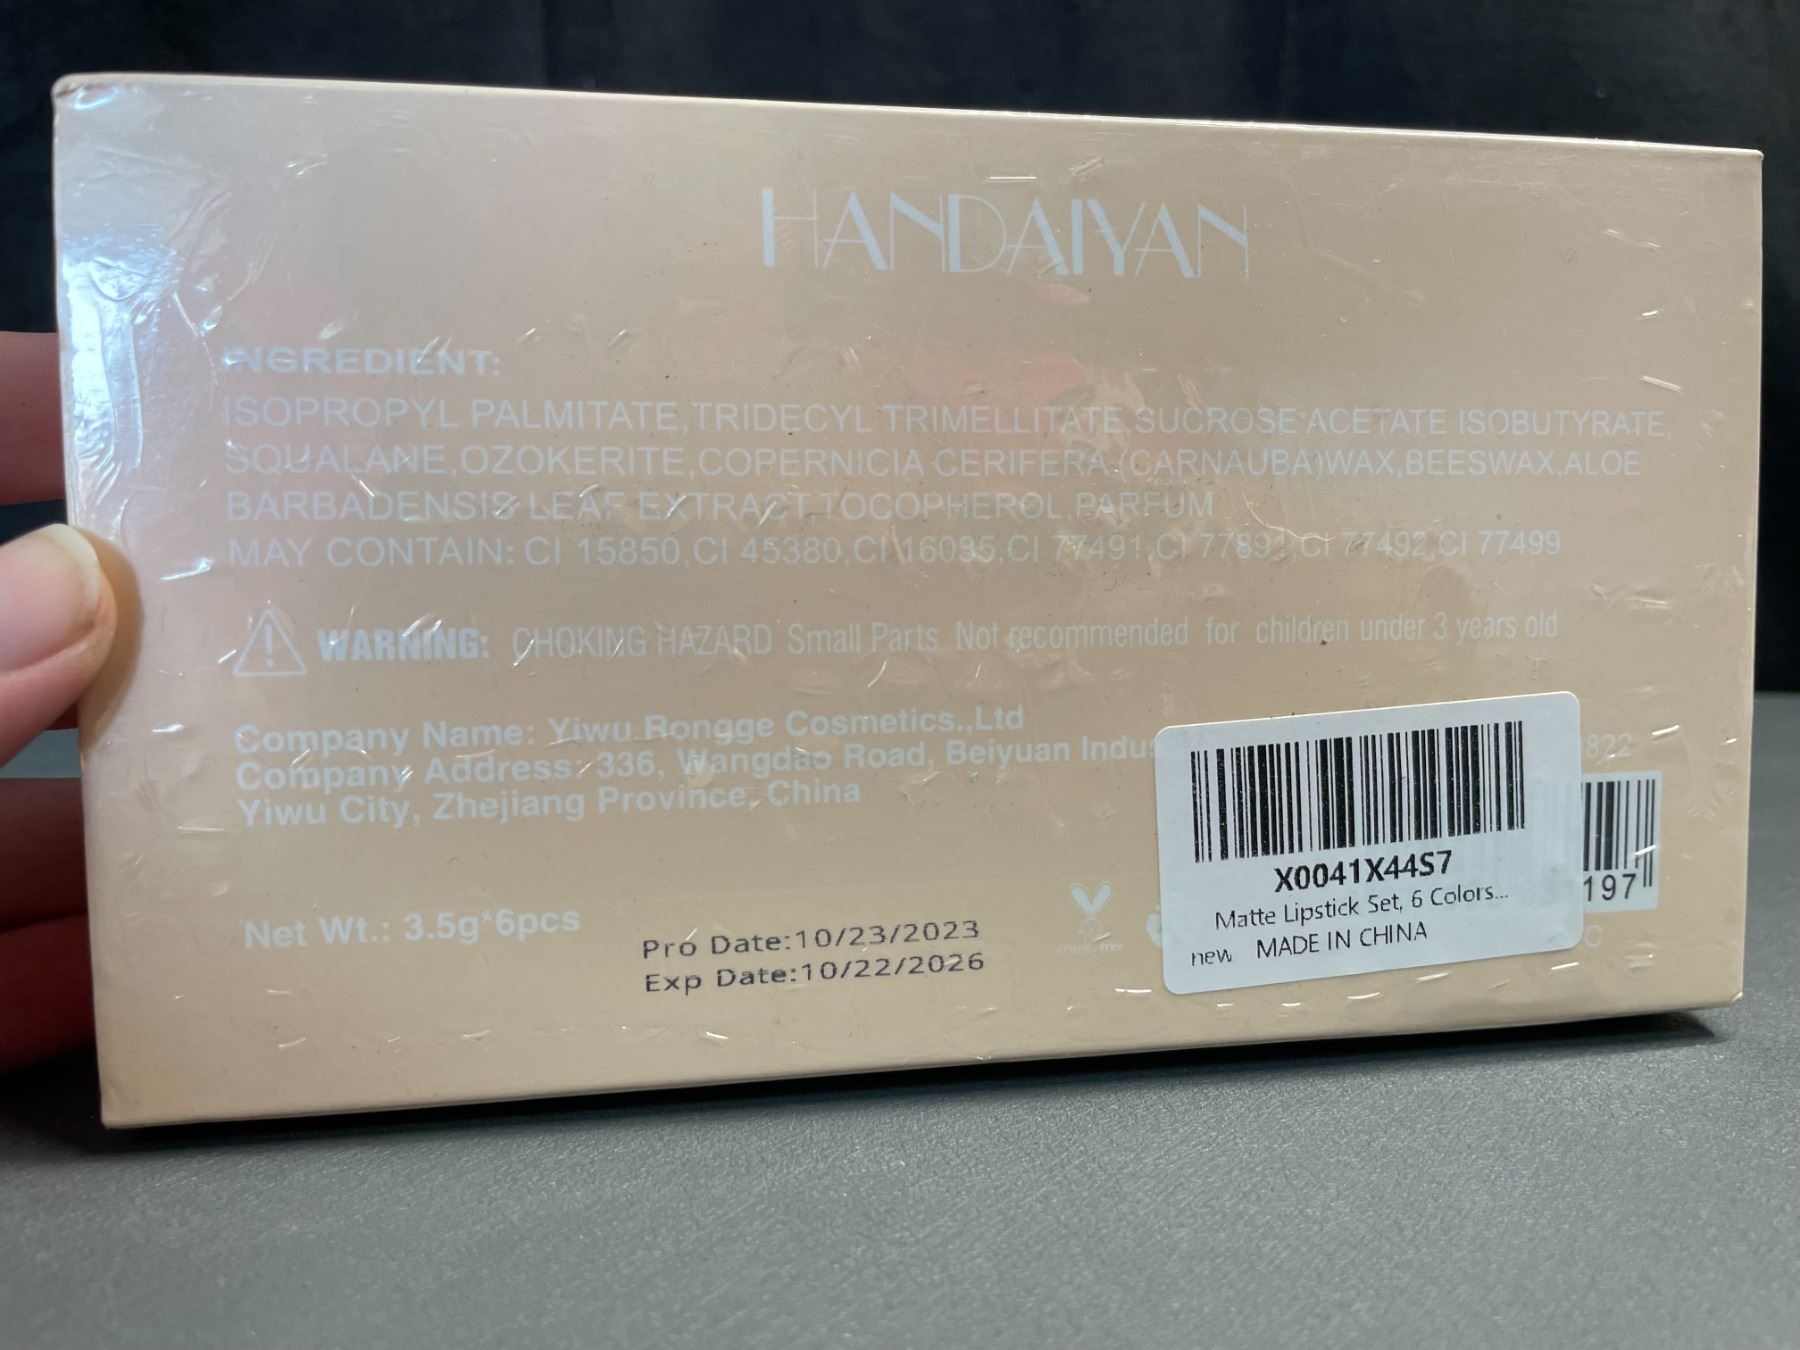 HANDAIYAN
INGREDIENT:
ISOPROPYL PALMITATE,TRIDECYL TRIMELLITATE,SUCROSE ACETATE ISOBUTYRATE,
SQUALANE,OZOKERITE,COPERNICIA CERIFERA (CARNAUBA)WAX,BEESWAX,ALOE
BARBADENSIS LEAF EXTRACT,TOCOPHEROL,PARFUM
MAY CONTAIN: CI 15850,CI 45380,CI 16035,CI 77491,CI 77891,CI 77492,CI 77499
WARNING: CHOKING HAZARD Small Parts Not recommended for children under 3 years old
Company Name: Yiwu Rongge Cosmetics.,Ltd
Company Address: 336, Wangdao Road, Beiyuan Indus
Yiwu City, Zhejiang Province, China
822
197
X0041X44S7
Matte Lipstick Set, 6 Colors...
new MADE IN CHINA
Net Wt.: 3.5g*6pcs
Pro Date:10/23/2023
Exp Date:10/22/2026
cruelty free
C